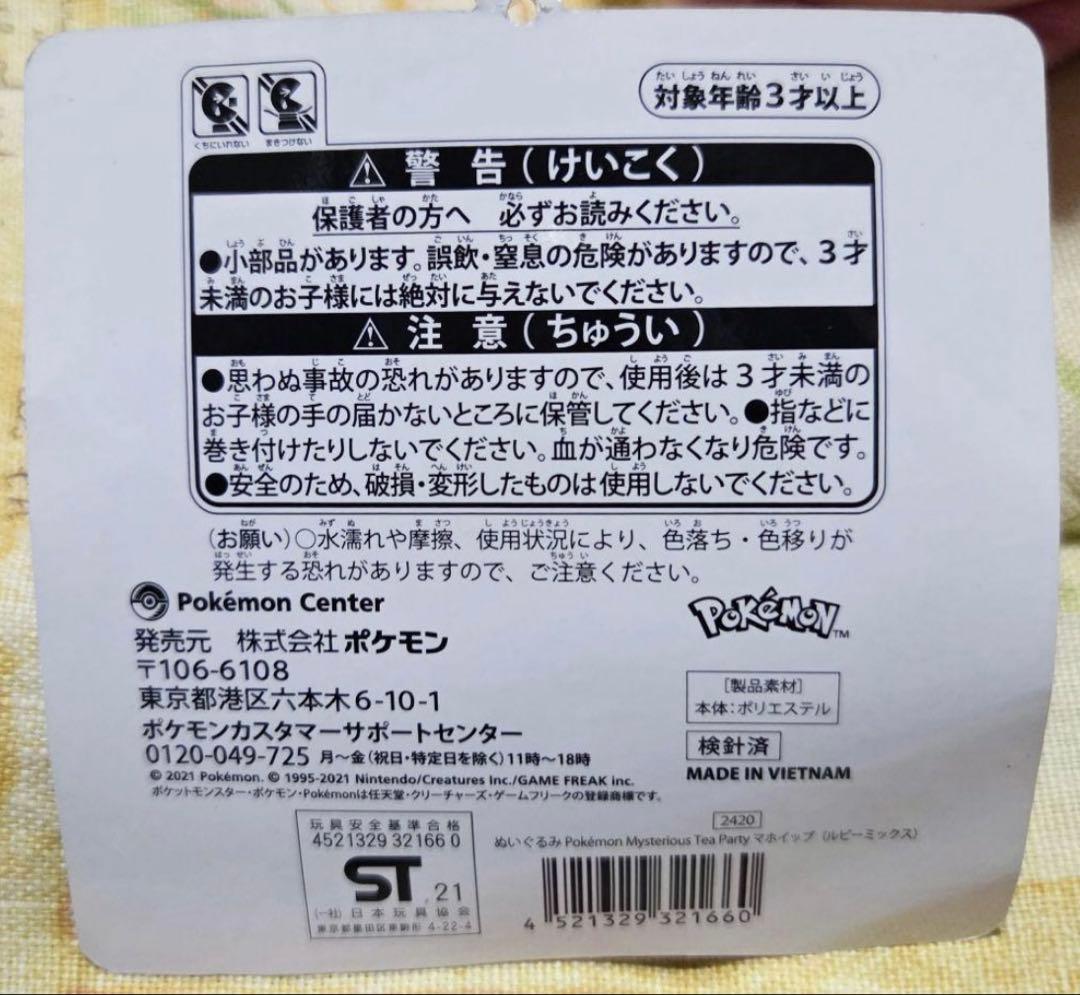 くちにいれない まきつけない
対象年齢3才以上
⚠ 警告(けいこく)
保護者の方へ 必ずお読みください。
●小部品があります。誤飲・窒息の危険がありますので、3才
未満のお子様には絶対に与えないでください。
⚠ 注意(ちゅうい)
●思わぬ事故の恐れがありますので、使用後は3才未満の
お子様の手の届かないところに保管してください。●指などに
巻き付けたりしないでください。血が通わなくなり危険です。
●安全のため、破損・変形したものは使用しないでください。
(お願い)○水濡れや摩擦、使用状況により、色落ち・色移りが
発生する恐れがありますので、ご注意ください。
Pokémon Center
発売元 株式会社ポケモン
〒106-6108
東京都港区六本木6-10-1
ポケモンカスタマーサポートセンター
0120-049-725 月~金(祝日・特定日を除く)11時~18時
© 2021 Pokémon. © 1995-2021 Nintendo/Creatures Inc./GAME FREAK inc.
ポケットモンスター・ポケモン・Pokémonは任天堂・クリーチャーズ・ゲームフリークの登録商標です。
POKéMON TM
[製品素材]
本体:ポリエステル
検針済
MADE IN VIETNAM
玩具安全基準合格
4521329 32166 0
ST 21
(一社)日本玩具協会
東京都墨田区東駒形 4-22-4
2420
ぬいぐるみ Pokémon Mysterious Tea Party マホイップ (ルビーミックス)
4 521329 321660